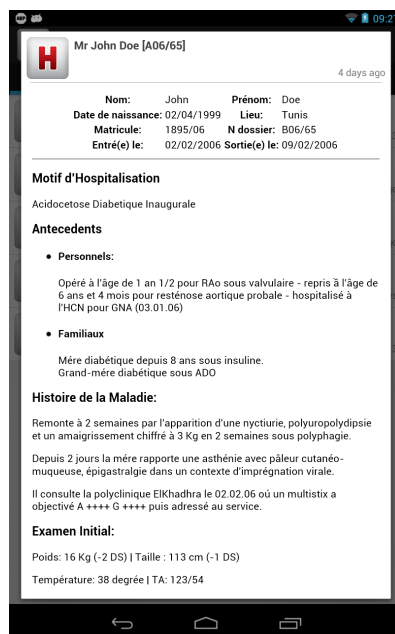 09:2
H
Mr John Doe [A06/65]
4 days ago
Nom: John Prénom: Doe
Date de naissance: 02/04/1999 Lieu: Tunis
Matricule: 1895/06 N dossier: B06/65
Entré(e) le: 02/02/2006 Sortie(e) le: 09/02/2006
Motif d'Hospitalisation
Acidocetose Diabetique Inaugurale
Antecedents
• Personnels:
Opéré à l'âge de 1 an 1/2 pour RAo sous valvulaire - repris à l'âge de
6 ans et 4 mois pour resténose aortique probale - hospitalisé à
l'HCN pour GNA (03.01.06)
• Familiaux
Mére diabétique depuis 8 ans sous insuline.
Grand-mére diabétique sous ADO
Histoire de la Maladie:
Remonte à 2 semaines par l'apparition d'une nyctiurie, polyuropolydipsie
et un amaigrissement chiffré à 3 Kg en 2 semaines sous polyphagie.
Depuis 2 jours la mére rapporte une asthénie avec pâleur cutanéo-
muqueuse, épigastralgie dans un contexte d'imprégnation virale.
Il consulte la polyclinique ElKhadhra le 02.02.06 oú un multistix a
objectivé A ++++ G ++++ puis adressé au service.
Examen Initial:
Poids: 16 Kg (-2 DS) | Taille : 113 cm (-1 DS)
Température: 38 degrée | TA: 123/54